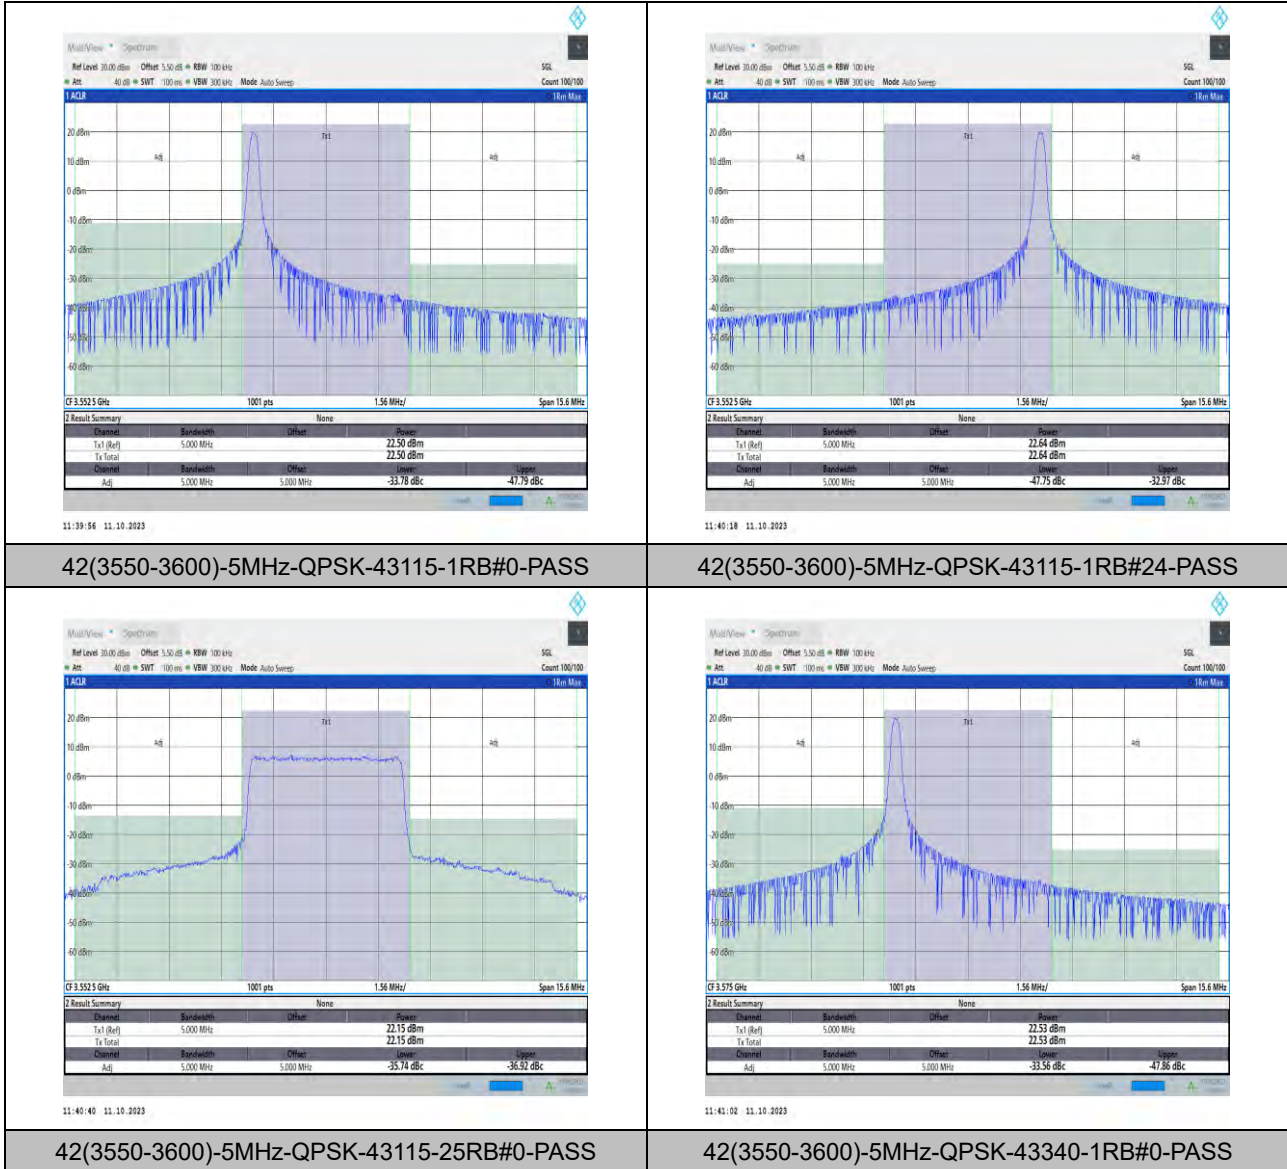 MultiView Spectrum
Ref Level 30.00 dBm Offset 5.50 dB RBW 100 kHz SGL
Att 40 dB SWT 100 ms VBW 300 kHz Mode Auto Sweep Count 100/100
1 ACLR 1Rm Max
Tx1
Adj Adj
20 dBm
10 dBm
0 dBm
-10 dBm
-20 dBm
-30 dBm
-40 dBm
-50 dBm
-60 dBm
CF 3.5525 GHz 1001 pts 1.56 MHz/ Span 15.6 MHz
2 Result Summary None
Channel Bandwidth Offset Power
Tx1 (Ref) 5.000 MHz 22.50 dBm
Tx Total 22.50 dBm
Channel Bandwidth Offset Lower Upper
Adj 5.000 MHz 5.000 MHz -33.78 dBc -47.79 dBc
11:39:56 11.10.2023
42(3550-3600)-5MHz-QPSK-43115-1RB#0-PASS
MultiView Spectrum
Ref Level 30.00 dBm Offset 5.50 dB RBW 100 kHz SGL
Att 40 dB SWT 100 ms VBW 300 kHz Mode Auto Sweep Count 100/100
1 ACLR 1Rm Max
Tx1
Adj Adj
20 dBm
10 dBm
0 dBm
-10 dBm
-20 dBm
-30 dBm
-40 dBm
-50 dBm
-60 dBm
CF 3.5525 GHz 1001 pts 1.56 MHz/ Span 15.6 MHz
2 Result Summary None
Channel Bandwidth Offset Power
Tx1 (Ref) 5.000 MHz 22.64 dBm
Tx Total 22.64 dBm
Channel Bandwidth Offset Lower Upper
Adj 5.000 MHz 5.000 MHz -47.75 dBc -32.97 dBc
11:40:18 11.10.2023
42(3550-3600)-5MHz-QPSK-43115-1RB#24-PASS
MultiView Spectrum
Ref Level 30.00 dBm Offset 5.50 dB RBW 100 kHz SGL
Att 40 dB SWT 100 ms VBW 300 kHz Mode Auto Sweep Count 100/100
1 ACLR 1Rm Max
Tx1
Adj Adj
20 dBm
10 dBm
0 dBm
-10 dBm
-20 dBm
-30 dBm
-40 dBm
-50 dBm
-60 dBm
CF 3.5525 GHz 1001 pts 1.56 MHz/ Span 15.6 MHz
2 Result Summary None
Channel Bandwidth Offset Power
Tx1 (Ref) 5.000 MHz 22.15 dBm
Tx Total 22.15 dBm
Channel Bandwidth Offset Lower Upper
Adj 5.000 MHz 5.000 MHz -35.74 dBc -36.92 dBc
11:40:40 11.10.2023
42(3550-3600)-5MHz-QPSK-43115-25RB#0-PASS
MultiView Spectrum
Ref Level 30.00 dBm Offset 5.50 dB RBW 100 kHz SGL
Att 40 dB SWT 100 ms VBW 300 kHz Mode Auto Sweep Count 100/100
1 ACLR 1Rm Max
Tx1
Adj Adj
20 dBm
10 dBm
0 dBm
-10 dBm
-20 dBm
-30 dBm
-40 dBm
-50 dBm
-60 dBm
CF 3.575 GHz 1001 pts 1.56 MHz/ Span 15.6 MHz
2 Result Summary None
Channel Bandwidth Offset Power
Tx1 (Ref) 5.000 MHz 22.53 dBm
Tx Total 22.53 dBm
Channel Bandwidth Offset Lower Upper
Adj 5.000 MHz 5.000 MHz -33.56 dBc -47.86 dBc
11:41:02 11.10.2023
42(3550-3600)-5MHz-QPSK-43340-1RB#0-PASS